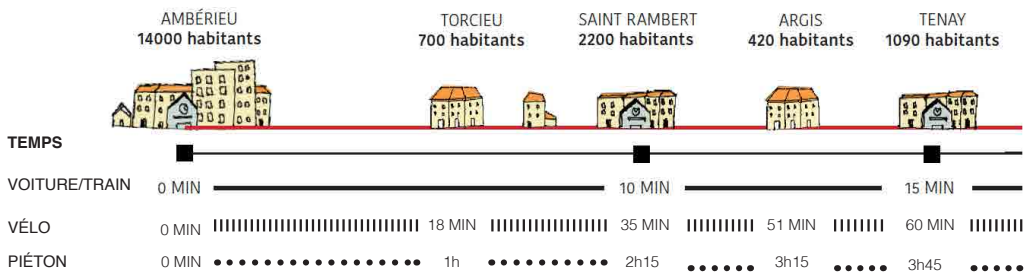 AMBÉRIEU
14000 habitants
TORCIEU
700 habitants
SAINT RAMBERT
2200 habitants
ARGIS
420 habitants
TENAY
1090 habitants
TEMPS
VOITURE/TRAIN 0 MIN 10 MIN 15 MIN
VÉLO 0 MIN 18 MIN 35 MIN 51 MIN 60 MIN
PIÉTON 0 MIN 1h 2h15 3h15 3h45